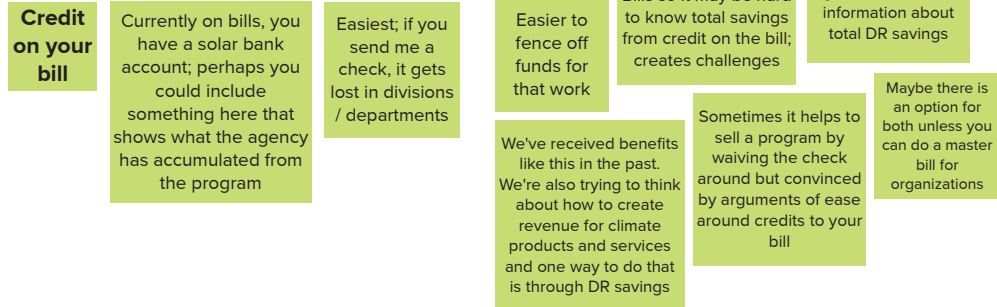 Credit
on your
bill
Currently on bills, you
have a solar bank
account; perhaps you
could include
something here that
shows what the agency
has accumulated from
the program
Easiest; if you
send me a
check, it gets
lost in divisions
/ departments
Easier to
fence off
funds for
that work
to know total savings
from credit on the bill;
creates challenges
information about
total DR savings
We've received benefits
like this in the past.
We're also trying to think
about how to create
revenue for climate
products and services
and one way to do that
is through DR savings
Sometimes it helps to
sell a program by
waiving the check
around but convinced
by arguments of ease
around credits to your
bill
Maybe there is
an option for
both unless you
can do a master
bill for
organizations